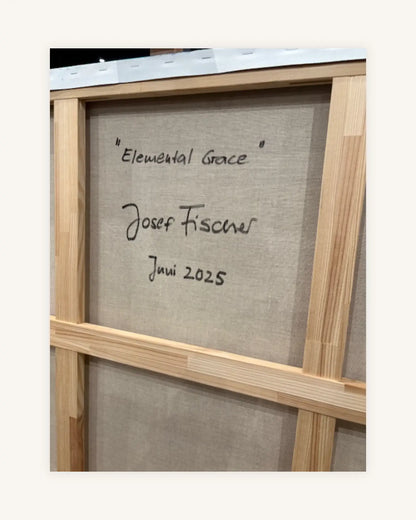 "Elemental Grace"
Josef Fischer
Juni 2025